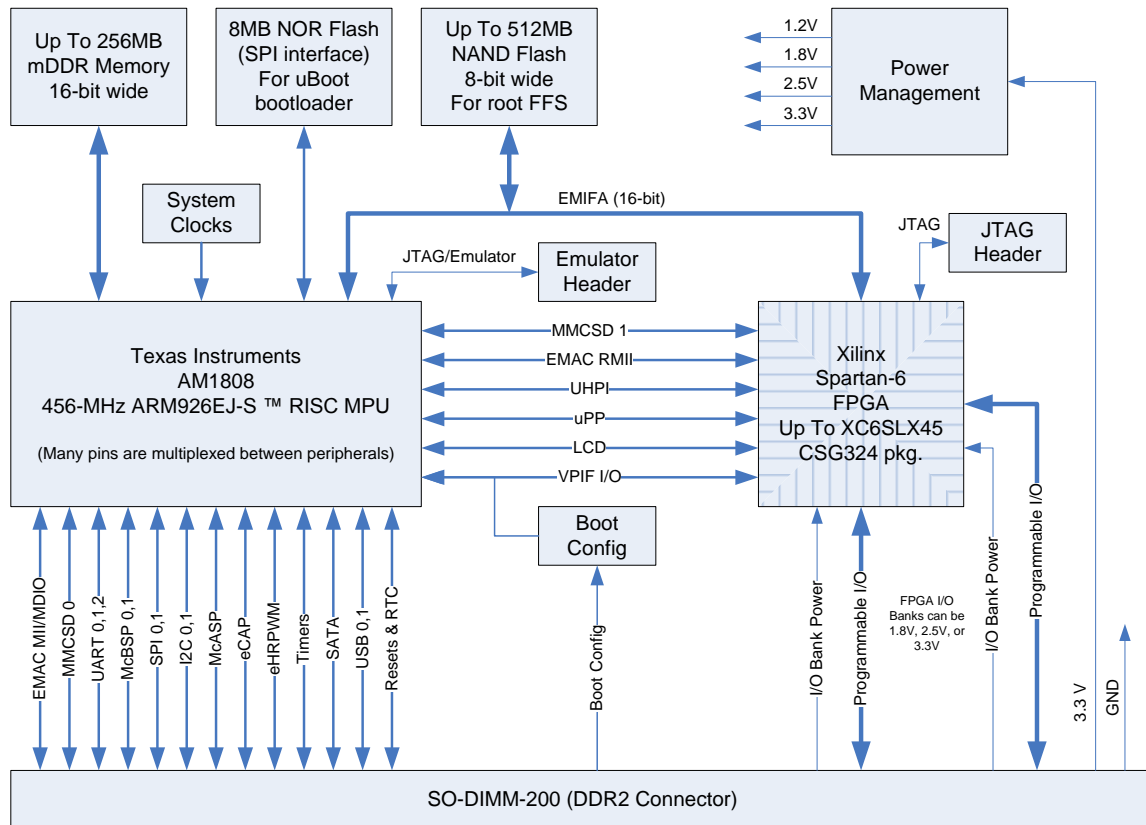 Up To 256MB
mDDR Memory
16-bit wide
8MB NOR Flash
(SPI interface)
For uBoot
bootloader
Up To 512MB
NAND Flash
8-bit wide
For root FFS
1.2V
1.8V
2.5V
3.3V
Power
Management
System
Clocks
EMIFA (16-bit)
JTAG/Emulator
Emulator
Header
JTAG
JTAG
Header
Texas Instruments
AM1808
456-MHz ARM926EJ-S ™ RISC MPU
(Many pins are multiplexed between peripherals)
MMCSD 1
EMAC RMII
UHPI
uPP
LCD
VPIF I/O
Xilinx
Spartan-6
FPGA
Up To XC6SLX45
CSG324 pkg.
Boot
Config
EMAC MII/MDIO
MMCSD 0
UART 0,1,2
McBSP 0,1
SPI 0,1
I2C 0,1
McASP
eCAP
eHRPWM
Timers
SATA
USB 0,1
Resets & RTC
Boot Config
I/O Bank Power
Programmable I/O
FPGA I/O
Banks can be
1.8V, 2.5V, or
3.3V
I/O Bank Power
Programmable I/O
3.3 V
GND
SO-DIMM-200 (DDR2 Connector)